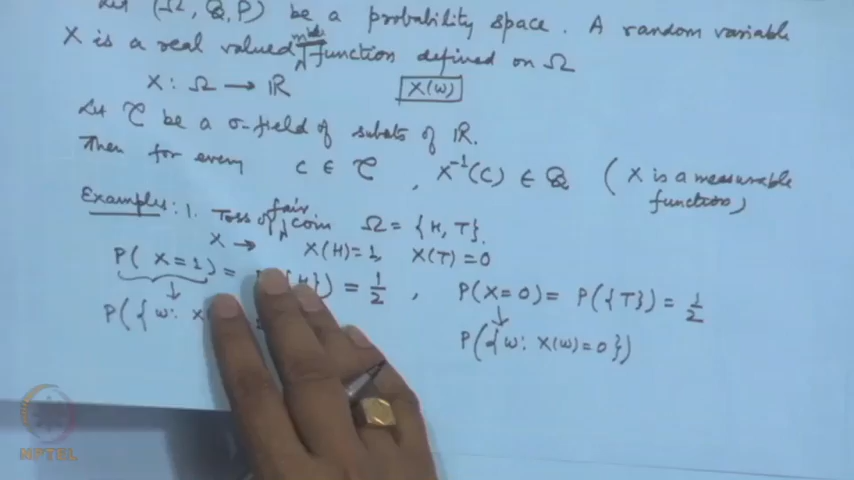 Let (Ω, Q, P) be a probability space. A random variable
X is a real valued mble function defined on Ω
X : Ω → ℝ X(ω)
Let C be a σ-field of subsets of ℝ.
Then for every C ∈ C, X⁻¹(C) ∈ Q (X is a measurable
function)
Examples: 1. Toss of fair coin Ω = {H, T}.
X → X(H)=1, X(T)=0
P(X=1) = {H}) = 1/2, P(X=0) = P({T}) = 1/2
P({ω: X P({ω: X(ω)=0})
NPTEL